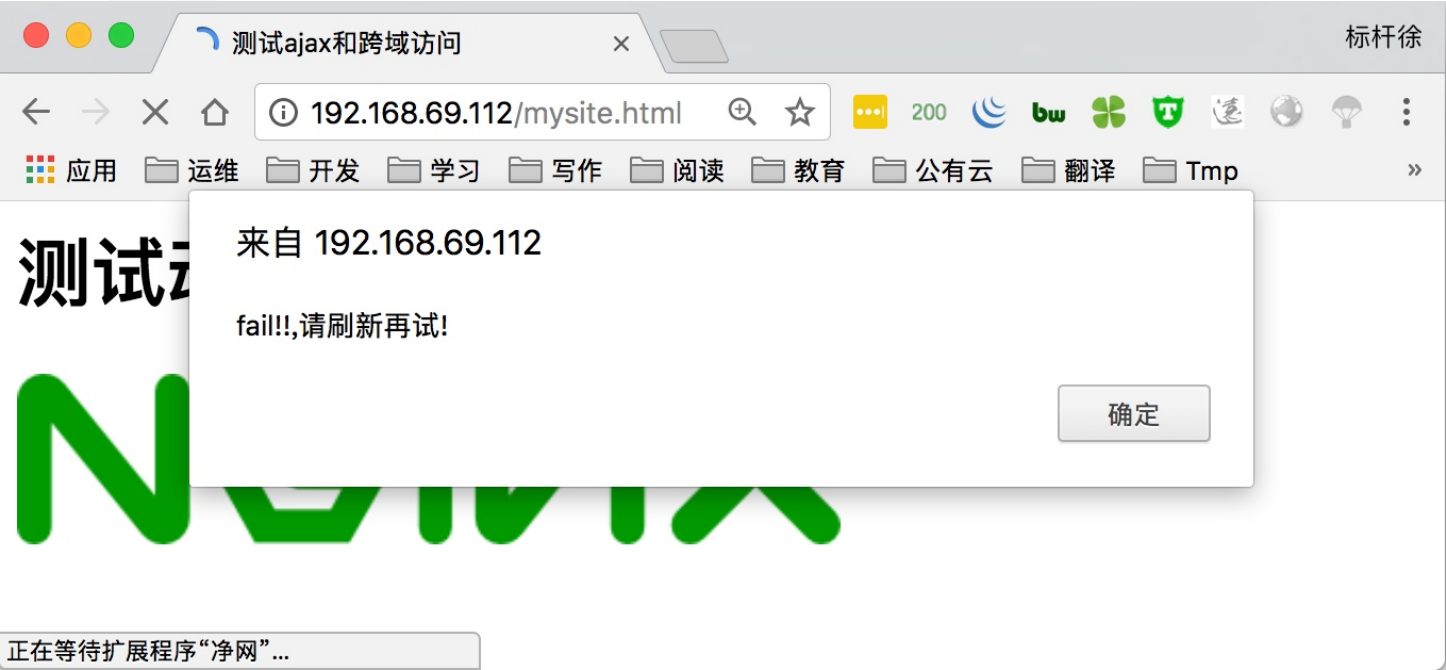 测试ajax和跨域访问
标杆徐
192.168.69.112/mysite.html
200
bw
T
应用 运维 开发 学习 写作 阅读 教育 公有云 翻译 Tmp »
来自 192.168.69.112
测试
fail!!,请刷新再试!
确定
正在等待扩展程序“净网”...